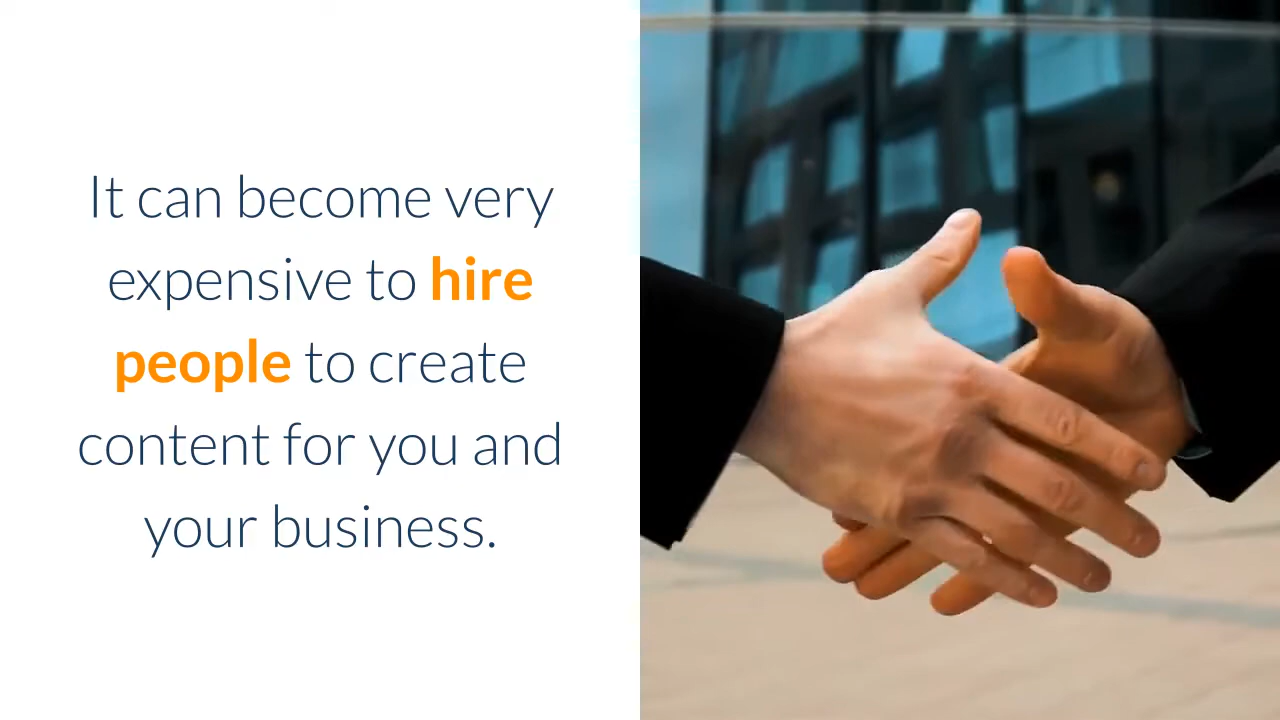 It can become very
expensive to hire
people to create
content for you and
your business.